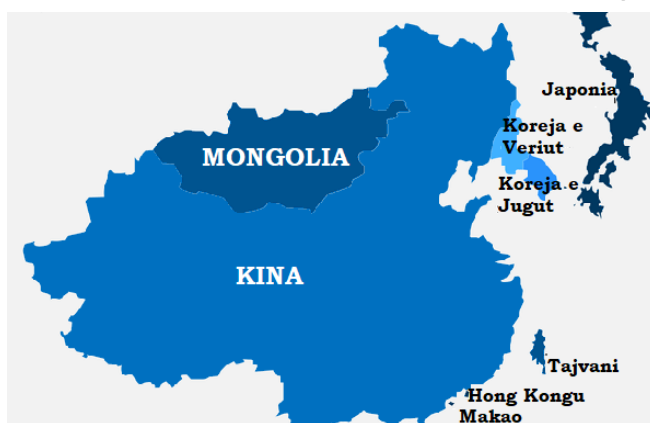 Japonia
Koreja e
Veriut
MONGOLIA
Koreja e
Jugut
KINA
Tajvani
Hong Kongu
Makao